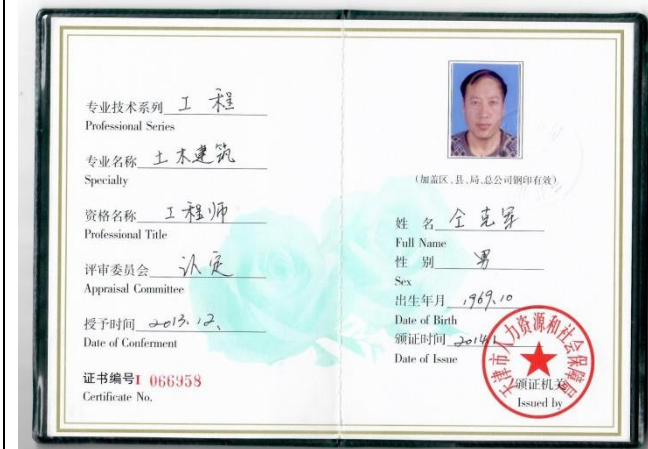 专业技术系列 工程
Professional Series
专业名称 土木建筑
Specialty
资格名称 工程师
Professional Title
评审委员会 认定
Appraisal Committee
授予时间 2013.12.
Date of Conferment
证书编号I 066958
Certificate No.
(加盖区、县、局、总公司钢印有效)
姓 名 仝克军
Full Name
性 别 男
Sex
出生年月 1969.10
Date of Birth
颁证时间 2014.1
Date of Issue
天津市人力资源和社会保障局
颁证机关
Issued by